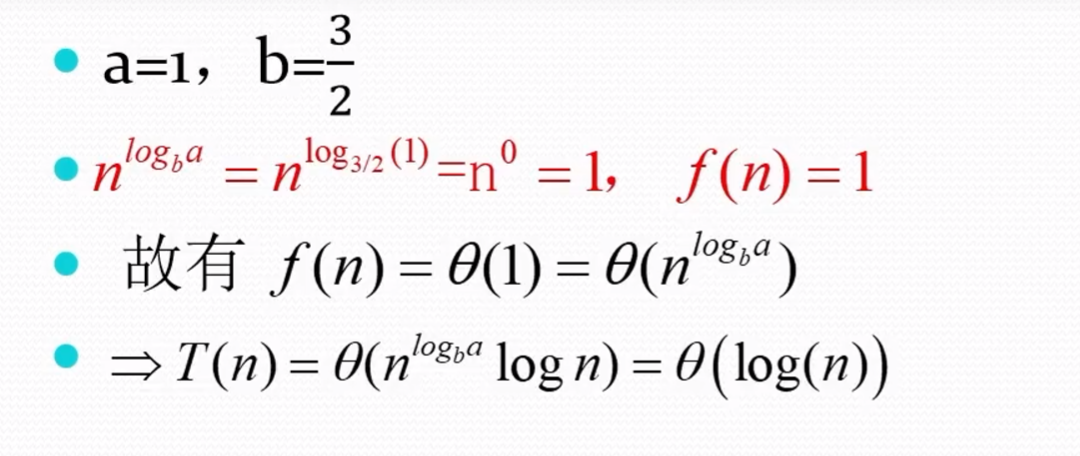 • a=1， b=3/2
• n^{log_b a} = n^{log_{3/2}(1)} =n^0 = 1， f(n) = 1
• 故有 f(n) = θ(1) = θ(n^{log_b a})
• ⇒ T(n) = θ(n^{log_b a} log n) = θ(log(n))